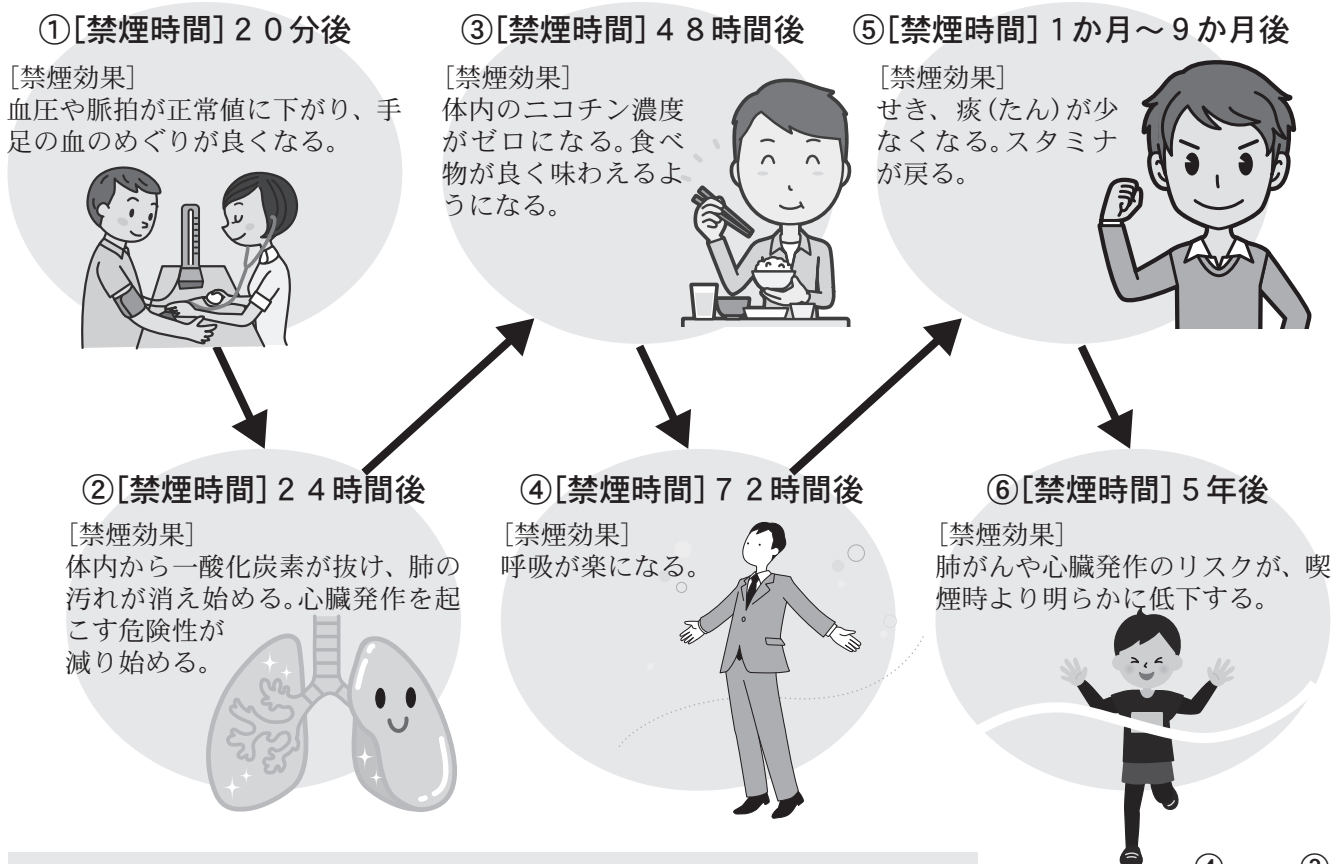 ①[禁煙時間]20分後
[禁煙効果]
血圧や脈拍が正常値に下がり、手
足の血のめぐりが良くなる。
②[禁煙時間]24時間後
[禁煙効果]
体内から一酸化炭素が抜け、肺の
汚れが消え始める。心臓発作を起
こす危険性が
減り始める。
③[禁煙時間]48時間後
[禁煙効果]
体内のニコチン濃度
がゼロになる。食べ
物が良く味わえるよ
うになる。
④[禁煙時間]72時間後
[禁煙効果]
呼吸が楽になる。
⑤[禁煙時間]1か月~9か月後
[禁煙効果]
せき、痰(たん)が少
なくなる。スタミナ
が戻る。
⑥[禁煙時間]5年後
[禁煙効果]
肺がんや心臓発作のリスクが、喫
煙時より明らかに低下する。